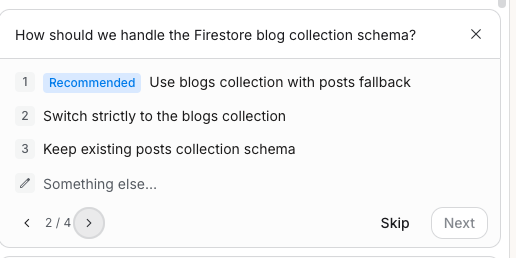 How should we handle the Firestore blog collection schema?
1 Recommended Use blogs collection with posts fallback
2 Switch strictly to the blogs collection
3 Keep existing posts collection schema
Something else...
2 / 4 Skip Next